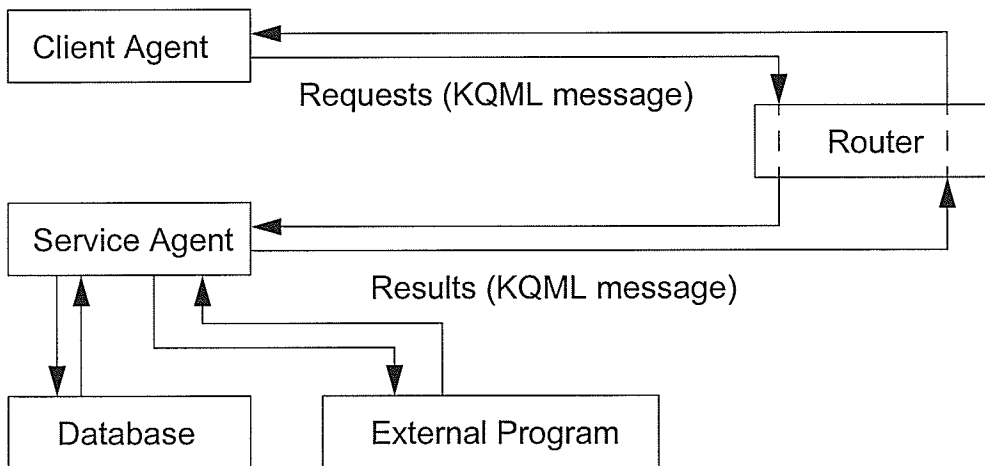 Client Agent
Requests (KQML message)
Router
Service Agent
Results (KQML message)
Database
External Program